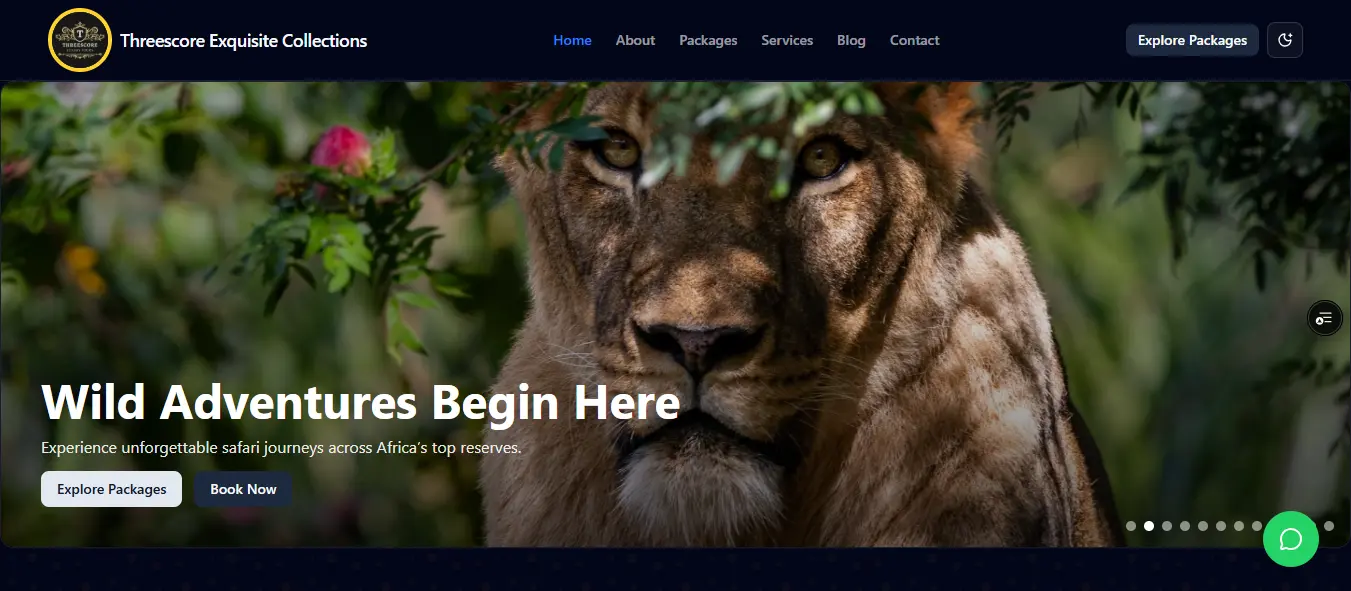 T
THREESCORE
Threescore Exquisite Collections
Home
About
Packages
Services
Blog
Contact
Explore Packages
Wild Adventures Begin Here
Experience unforgettable safari journeys across Africa's top reserves.
Explore Packages
Book Now